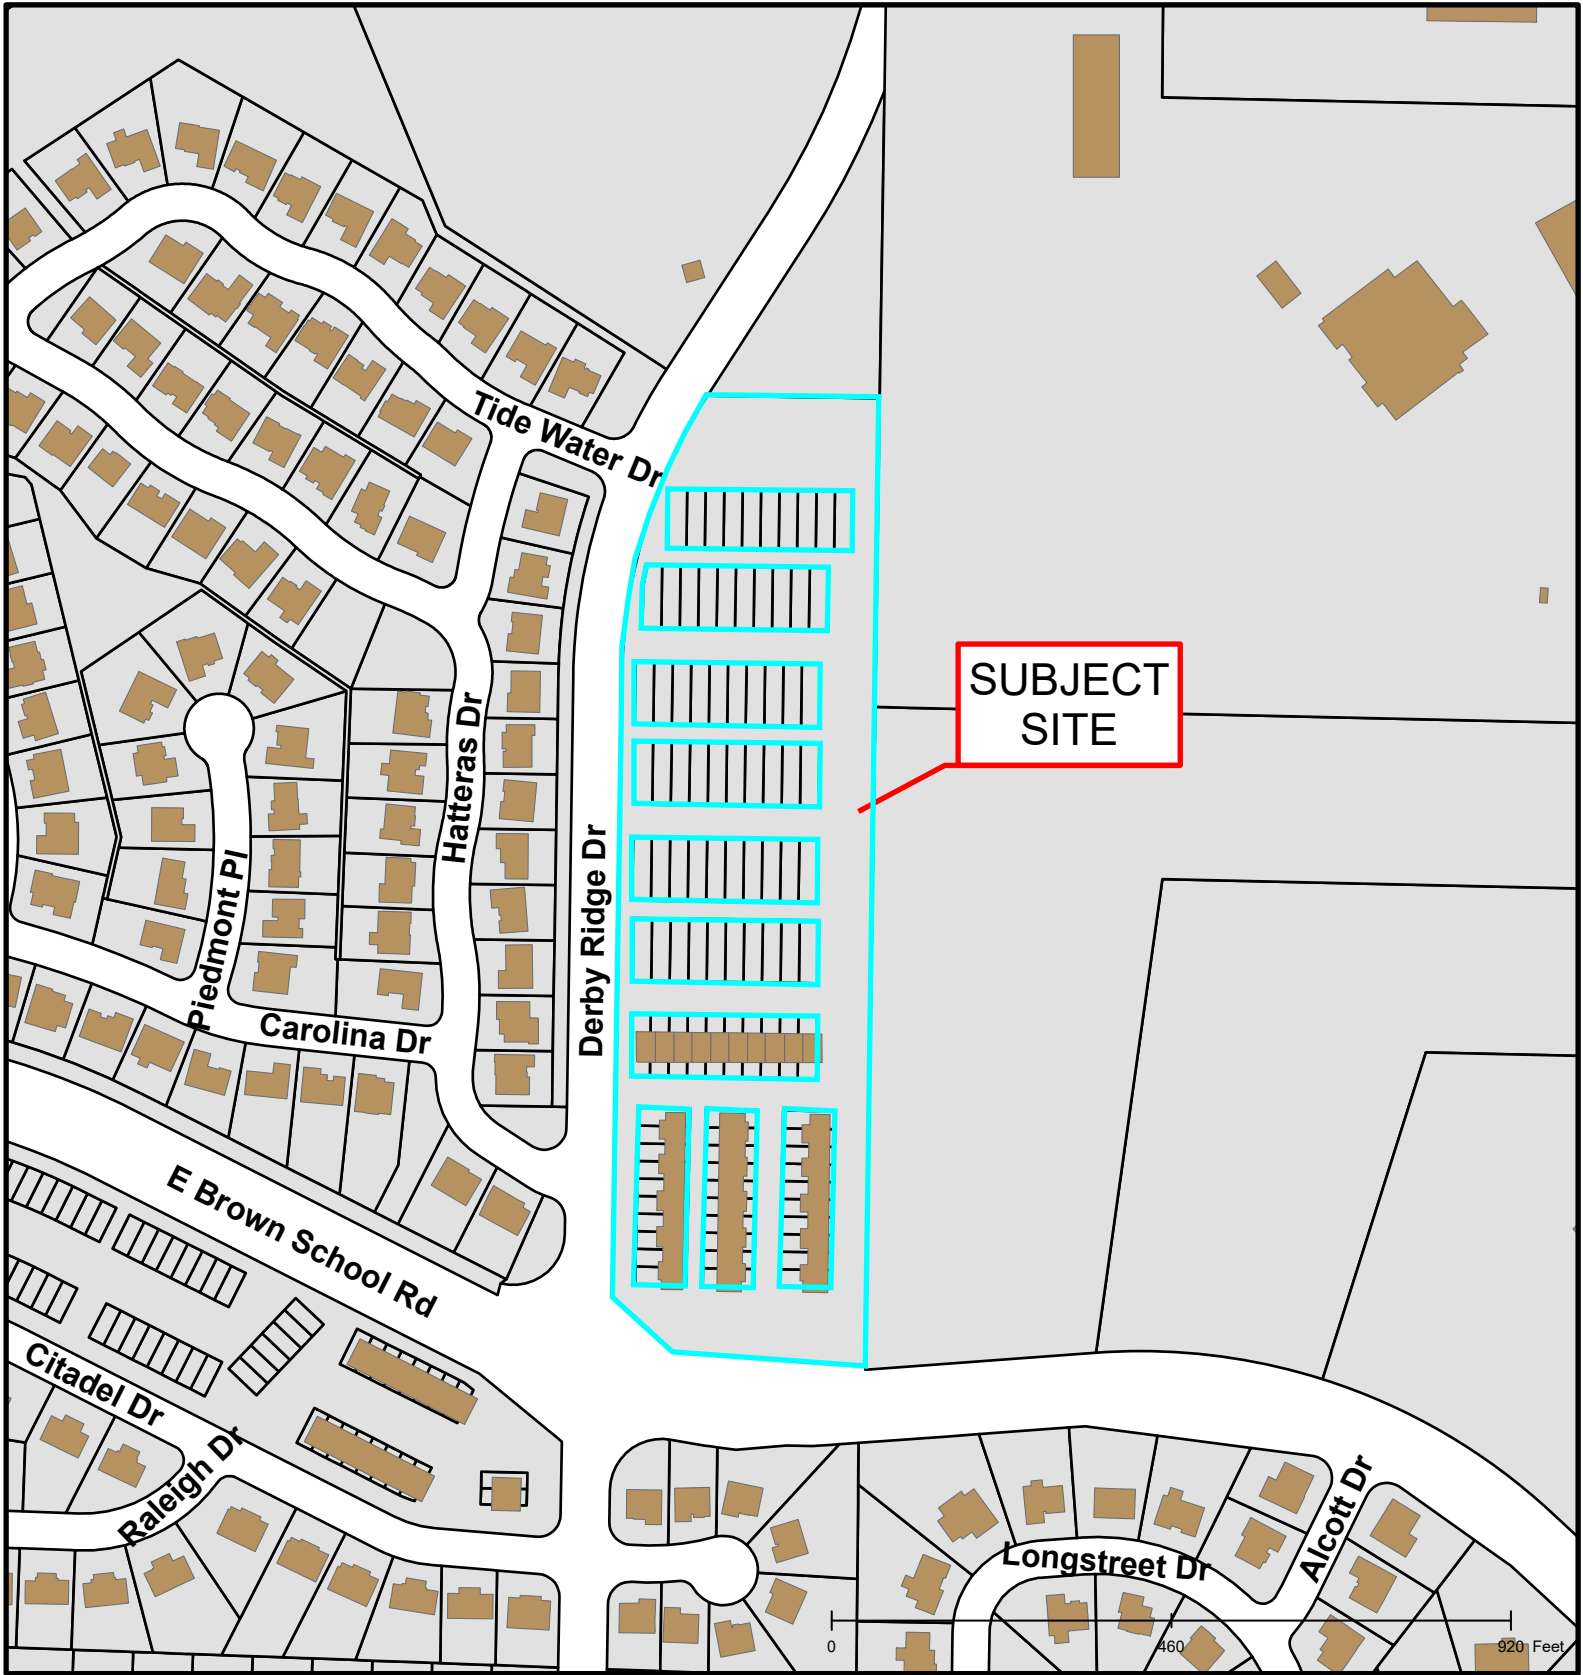 Tide Water Dr
SUBJECT
SITE
Hatteras Dr
Derby Ridge Dr
Piedmont Pl
Carolina Dr
E Brown School Rd
Citadel Dr
Raleigh Dr
Alcott Dr
Longstreet Dr
0 460 920 Feet